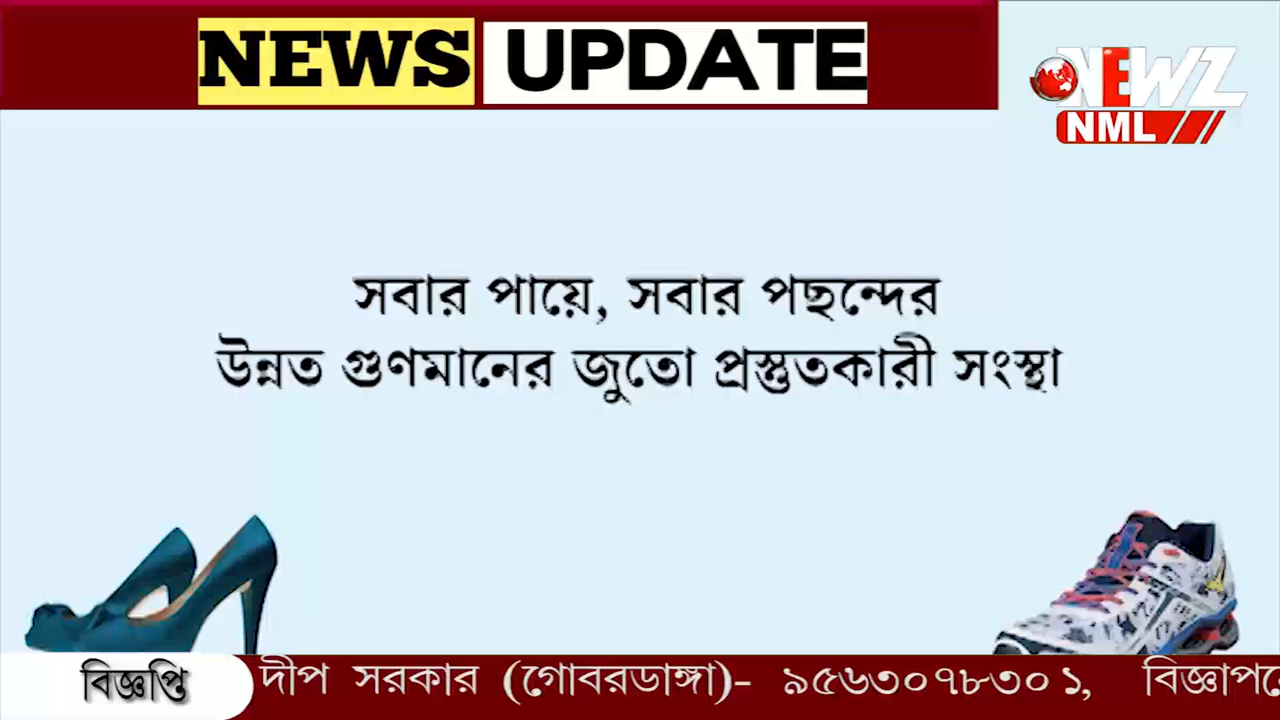 NEWS UPDATE
NEWZ
NML
সবার পায়ে, সবার পছন্দের
উন্নত গুণমানের জুতো প্রস্তুতকারী সংস্থা
বিজ্ঞপ্তি
দীপ সরকার (গোবরডাঙ্গা)- ৯৫৬৩০৭৮৩০১,